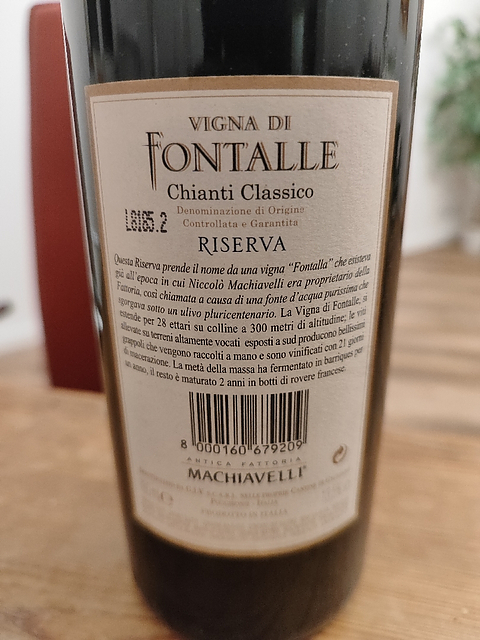 VIGNA DI
FONTALLE
Chianti Classico
Denominazione di Origine
Controllata e Garantita
L8185.2
RISERVA
Questa Riserva prende il nome da una vigna "Fontalla" che esisteva
già all'epoca in cui Niccolò Machiavelli era proprietario della
Fattoria, così chiamata a causa di una fonte d'acqua purissima che
sgorgava sotto un ulivo pluricentenario. La Vigna di Fontalle, si
estende per 28 ettari su colline a 300 metri di altitudine; le viti
allevate su terreni altamente vocati esposti a sud producono bellissimi
grappoli che vengono raccolti a mano e sono vinificati con 21 giorni
di macerazione. La metà della massa ha fermentato in barriques per
un anno, il resto è maturato 2 anni in botti di rovere francese.
8 000160 679209
ANTICA FATTORIA
MACHIAVELLI
PRODOTTO IN ITALIA